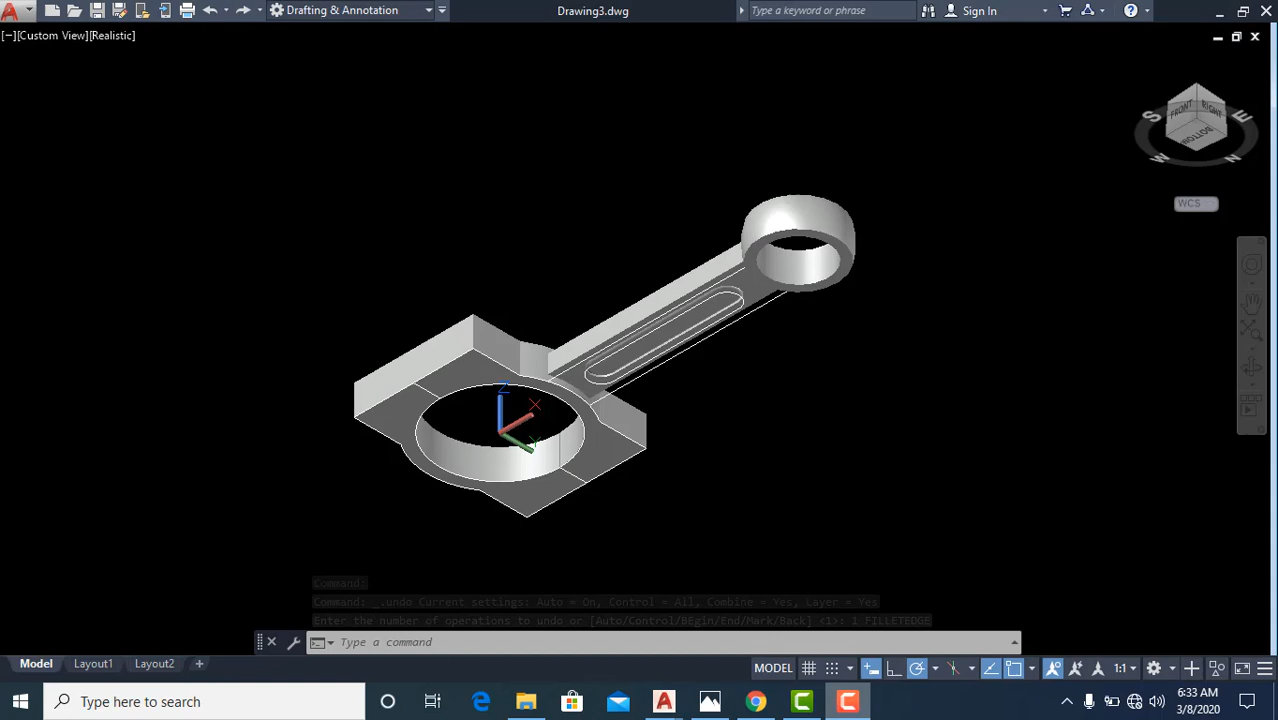 Drafting & Annotation
Drawing3.dwg
Type a keyword or phrase
Sign In
[−][Custom View][Realistic]
S
E
W
N
FRONT
RIGHT
BOTTOM
WCS
Z
X
Y
Command:
Command: _.undo Current settings: Auto = On, Control = All, Combine = Yes, Layer = Yes
Enter the number of operations to undo or [Auto/Control/BEgin/End/Mark/Back] <1>: 1 FILLETEDGE
Type a command
Model
Layout1
Layout2
MODEL
1:1
Type here to search
6:33 AM
3/8/2020